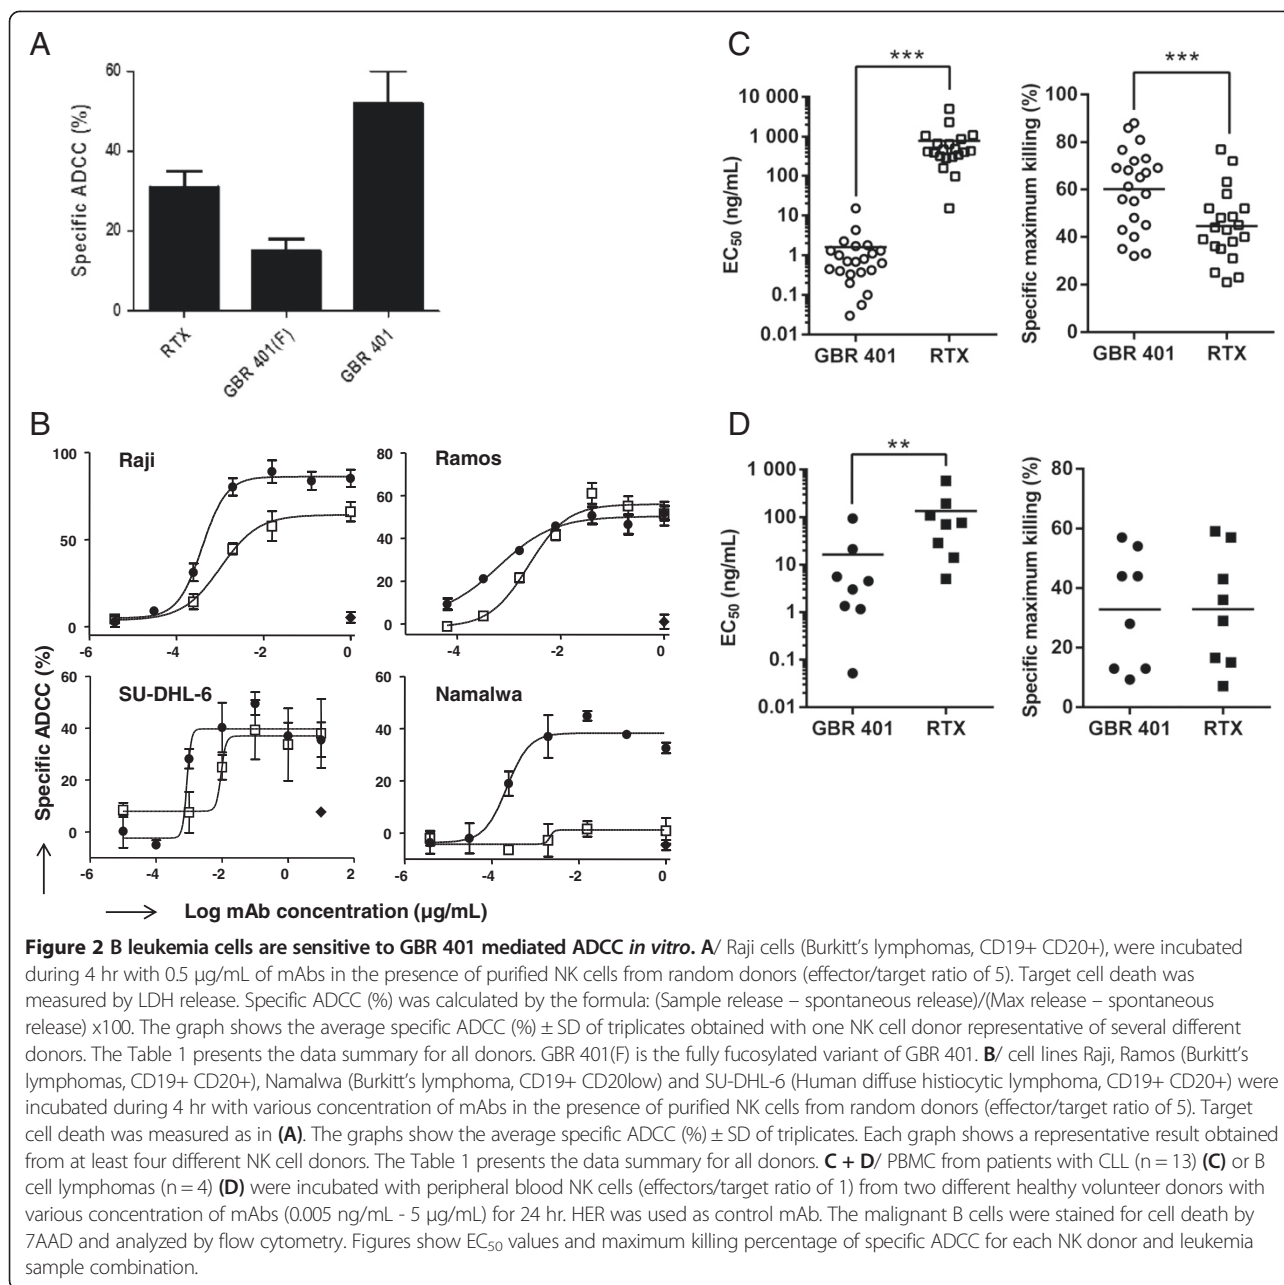 A
Specific ADCC (%)
60
40
20
0
RTX
GBR 401(F)
GBR 401
B
Raji
100
50
0
-6
-4
-2
0
Ramos
80
60
40
20
0
-4
-2
0
Specific ADCC (%)
SU-DHL-6
60
40
20
0
-6
-4
-2
0
2
Namalwa
60
40
20
0
-6
-4
-2
0
Log mAb concentration (µg/mL)
C
***
EC50 (ng/mL)
10 000
1 000
100
10
1
0.1
0.01
GBR 401
RTX
***
Specific maximum killing (%)
100
80
60
40
20
0
GBR 401
RTX
D
**
EC50 (ng/mL)
1 000
100
10
1
0.1
0.01
GBR 401
RTX
Specific maximum killing (%)
80
60
40
20
0
GBR 401
RTX
Figure 2 B leukemia cells are sensitive to GBR 401 mediated ADCC in vitro. A/ Raji cells (Burkitt's lymphomas, CD19+ CD20+), were incubated
during 4 hr with 0.5 µg/mL of mAbs in the presence of purified NK cells from random donors (effector/target ratio of 5). Target cell death was
measured by LDH release. Specific ADCC (%) was calculated by the formula: (Sample release – spontaneous release)/(Max release – spontaneous
release) x100. The graph shows the average specific ADCC (%) ± SD of triplicates obtained with one NK cell donor representative of several different
donors. The Table 1 presents the data summary for all donors. GBR 401(F) is the fully fucosylated variant of GBR 401. B/ cell lines Raji, Ramos (Burkitt's
lymphomas, CD19+ CD20+), Namalwa (Burkitt's lymphoma, CD19+ CD20low) and SU-DHL-6 (Human diffuse histiocytic lymphoma, CD19+ CD20+) were
incubated during 4 hr with various concentration of mAbs in the presence of purified NK cells from random donors (effector/target ratio of 5). Target
cell death was measured as in (A). The graphs show the average specific ADCC (%) ± SD of triplicates. Each graph shows a representative result obtained
from at least four different NK cell donors. The Table 1 presents the data summary for all donors. C + D/ PBMC from patients with CLL (n = 13) (C) or B
cell lymphomas (n = 4) (D) were incubated with peripheral blood NK cells (effectors/target ratio of 1) from two different healthy volunteer donors with
various concentration of mAbs (0.005 ng/mL - 5 µg/mL) for 24 hr. HER was used as control mAb. The malignant B cells were stained for cell death by
7AAD and analyzed by flow cytometry. Figures show EC50 values and maximum killing percentage of specific ADCC for each NK donor and leukemia
sample combination.